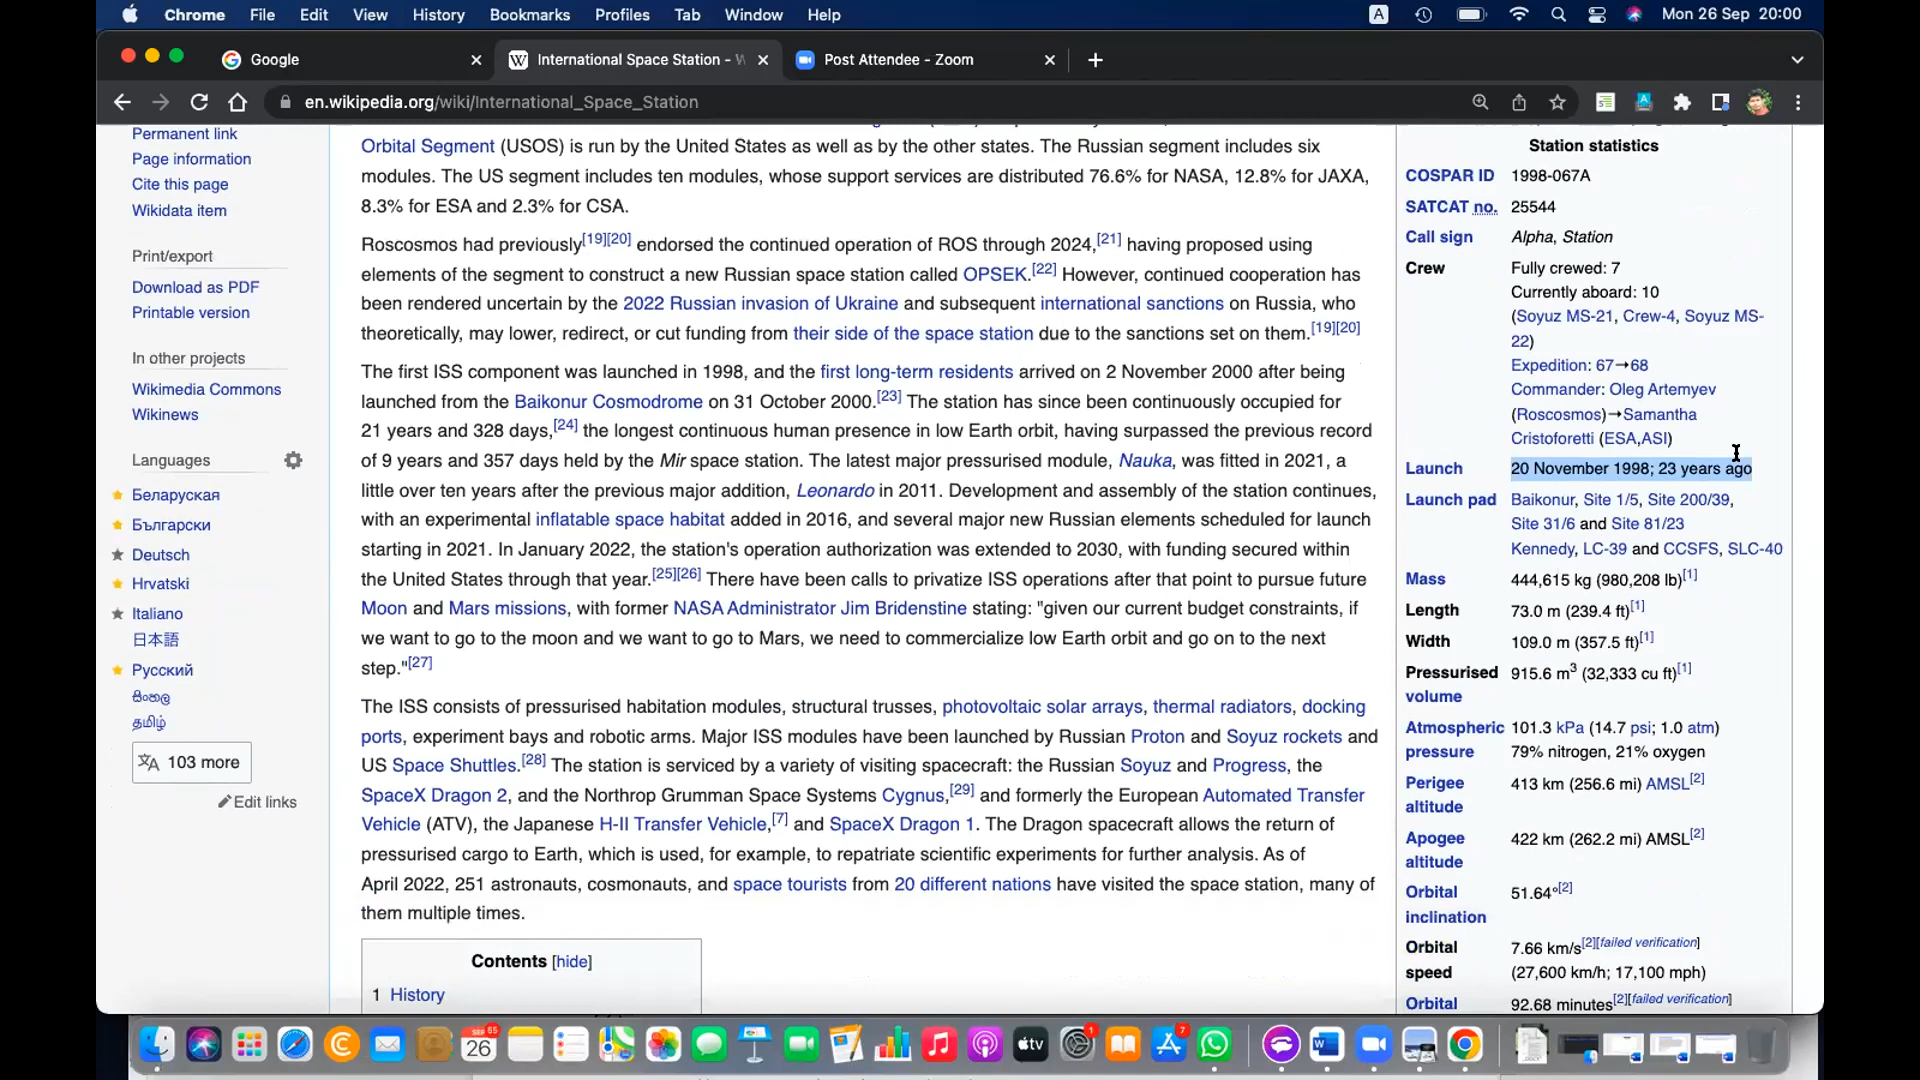 Chrome File Edit View History Bookmarks Profiles Tab Window Help A Mon 26 Sep 20:00
Google International Space Station - W Post Attendee - Zoom
en.wikipedia.org/wiki/International_Space_Station
Permanent link
Page information
Cite this page
Wikidata item
Print/export
Download as PDF
Printable version
In other projects
Wikimedia Commons
Wikinews
Languages
Беларуская
Български
Deutsch
Hrvatski
Italiano
日本語
Русский
සිංහල
தமிழ்
103 more
Edit links
Orbital Segment (USOS) is run by the United States as well as by the other states. The Russian segment includes six
modules. The US segment includes ten modules, whose support services are distributed 76.6% for NASA, 12.8% for JAXA,
8.3% for ESA and 2.3% for CSA.
Roscosmos had previously[19][20] endorsed the continued operation of ROS through 2024,[21] having proposed using
elements of the segment to construct a new Russian space station called OPSEK.[22] However, continued cooperation has
been rendered uncertain by the 2022 Russian invasion of Ukraine and subsequent international sanctions on Russia, who
theoretically, may lower, redirect, or cut funding from their side of the space station due to the sanctions set on them.[19][20]
The first ISS component was launched in 1998, and the first long-term residents arrived on 2 November 2000 after being
launched from the Baikonur Cosmodrome on 31 October 2000.[23] The station has since been continuously occupied for
21 years and 328 days,[24] the longest continuous human presence in low Earth orbit, having surpassed the previous record
of 9 years and 357 days held by the Mir space station. The latest major pressurised module, Nauka, was fitted in 2021, a
little over ten years after the previous major addition, Leonardo in 2011. Development and assembly of the station continues,
with an experimental inflatable space habitat added in 2016, and several major new Russian elements scheduled for launch
starting in 2021. In January 2022, the station's operation authorization was extended to 2030, with funding secured within
the United States through that year.[25][26] There have been calls to privatize ISS operations after that point to pursue future
Moon and Mars missions, with former NASA Administrator Jim Bridenstine stating: "given our current budget constraints, if
we want to go to the moon and we want to go to Mars, we need to commercialize low Earth orbit and go on to the next
step."[27]
The ISS consists of pressurised habitation modules, structural trusses, photovoltaic solar arrays, thermal radiators, docking
ports, experiment bays and robotic arms. Major ISS modules have been launched by Russian Proton and Soyuz rockets and
US Space Shuttles.[28] The station is serviced by a variety of visiting spacecraft: the Russian Soyuz and Progress, the
SpaceX Dragon 2, and the Northrop Grumman Space Systems Cygnus,[29] and formerly the European Automated Transfer
Vehicle (ATV), the Japanese H-II Transfer Vehicle,[7] and SpaceX Dragon 1. The Dragon spacecraft allows the return of
pressurised cargo to Earth, which is used, for example, to repatriate scientific experiments for further analysis. As of
April 2022, 251 astronauts, cosmonauts, and space tourists from 20 different nations have visited the space station, many of
them multiple times.
Contents [hide]
1 History
Station statistics
COSPAR ID 1998-067A
SATCAT no. 25544
Call sign Alpha, Station
Crew Fully crewed: 7
Currently aboard: 10
(Soyuz MS-21, Crew-4, Soyuz MS-
22)
Expedition: 67→68
Commander: Oleg Artemyev
(Roscosmos)→Samantha
Cristoforetti (ESA,ASI)
Launch 20 November 1998; 23 years ago
Launch pad Baikonur, Site 1/5, Site 200/39,
Site 31/6 and Site 81/23
Kennedy, LC-39 and CCSFS, SLC-40
Mass 444,615 kg (980,208 lb)[1]
Length 73.0 m (239.4 ft)[1]
Width 109.0 m (357.5 ft)[1]
Pressurised 915.6 m3 (32,333 cu ft)[1]
volume
Atmospheric 101.3 kPa (14.7 psi; 1.0 atm)
pressure 79% nitrogen, 21% oxygen
Perigee 413 km (256.6 mi) AMSL[2]
altitude
Apogee 422 km (262.2 mi) AMSL[2]
altitude
Orbital 51.64°[2]
inclination
Orbital 7.66 km/s[2][failed verification]
speed (27,600 km/h; 17,100 mph)
Orbital 92.68 minutes[2][failed verification]
SEP 65
26
tv
1
7